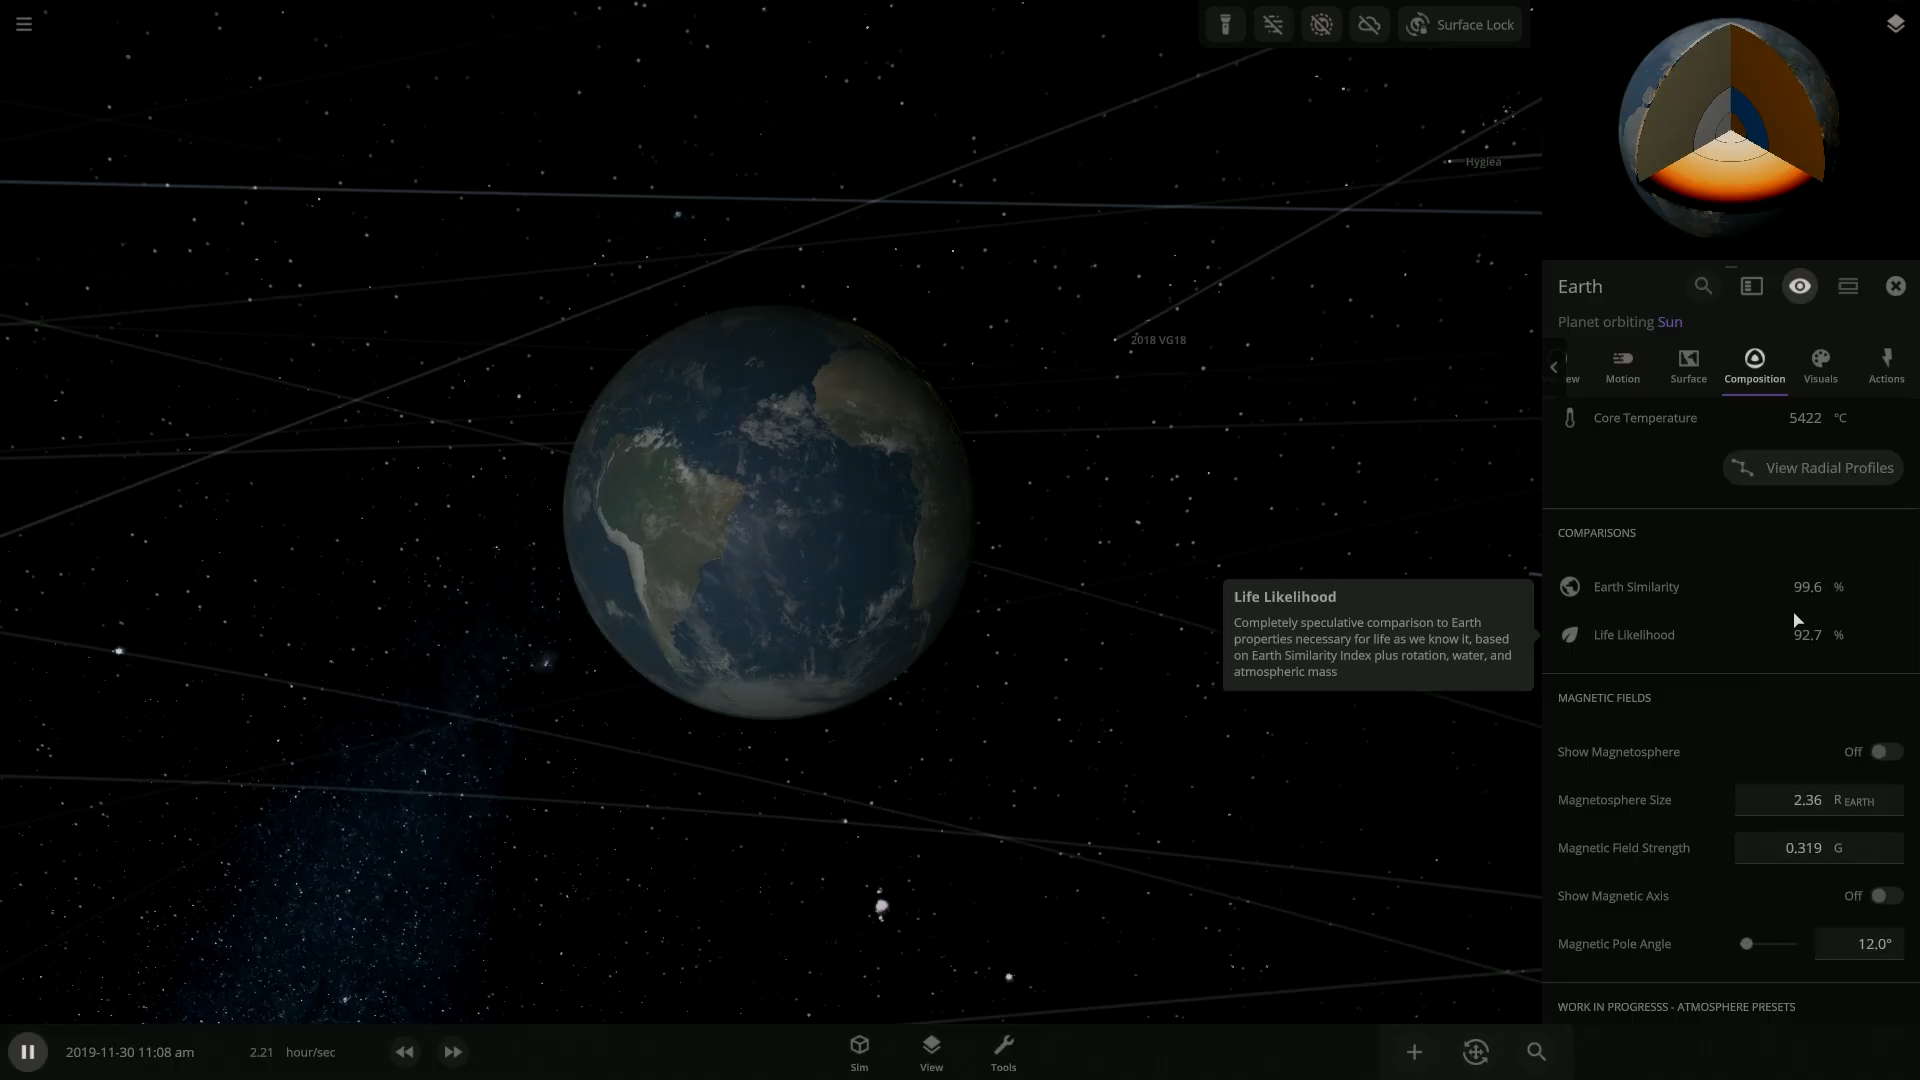 Surface Lock
Hygiea
2018 VG18
Earth
Planet orbiting Sun
ew
Motion
Surface
Composition
Visuals
Actions
Core Temperature 5422 °C
View Radial Profiles
COMPARISONS
Earth Similarity 99.6 %
Life Likelihood 92.7 %
Life Likelihood
Completely speculative comparison to Earth
properties necessary for life as we know it, based
on Earth Similarity Index plus rotation, water, and
atmospheric mass
MAGNETIC FIELDS
Show Magnetosphere Off
Magnetosphere Size 2.36 R EARTH
Magnetic Field Strength 0.319 G
Show Magnetic Axis Off
Magnetic Pole Angle 12.0°
WORK IN PROGRESSS - ATMOSPHERE PRESETS
2019-11-30 11:08 am
2.21 hour/sec
Sim
View
Tools